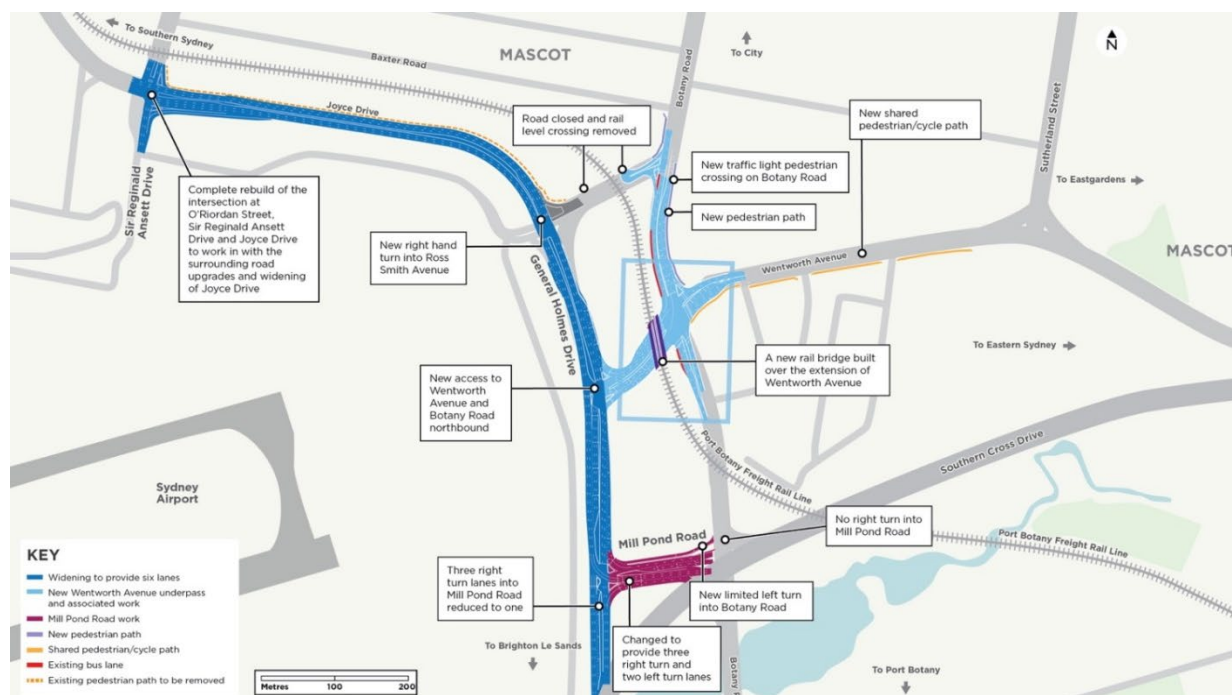 To Southern Sydney
Baxter Road
MASCOT
To City
N
Botany Road
Sutherland Street
Joyce Drive
Road closed and rail
level crossing removed
New shared
pedestrian/cycle path
New traffic light pedestrian
crossing on Botany Road
To Eastgardens
Sir Reginald
Ansett Drive
Complete rebuild of the
intersection at
O'Riordan Street,
Sir Reginald Ansett
Drive and Joyce Drive
to work in with the
surrounding road
upgrades and widening
of Joyce Drive
New pedestrian path
New right hand
turn into Ross
Smith Avenue
General Holmes Drive
Wentworth Avenue
MASCOT
To Eastern Sydney
A new rail bridge built
over the extension of
Wentworth Avenue
New access to
Wentworth
Avenue and
Botany Road
northbound
Port Botany Freight Rail Line
Southern Cross Drive
Sydney
Airport
Mill Pond Road
No right turn into
Mill Pond Road
Port Botany Freight Rail Line
Three right
turn lanes into
Mill Pond Road
reduced to one
New limited left turn
into Botany Road
Changed to
provide three
right turn and
two left turn lanes
To Brighton Le Sands
To Port Botany
KEY
Widening to provide six lanes
New Wentworth Avenue underpass
and associated work
Mill Pond Road work
New pedestrian path
Shared pedestrian/cycle path
Existing bus lane
Existing pedestrian path to be removed
Metres 100 200